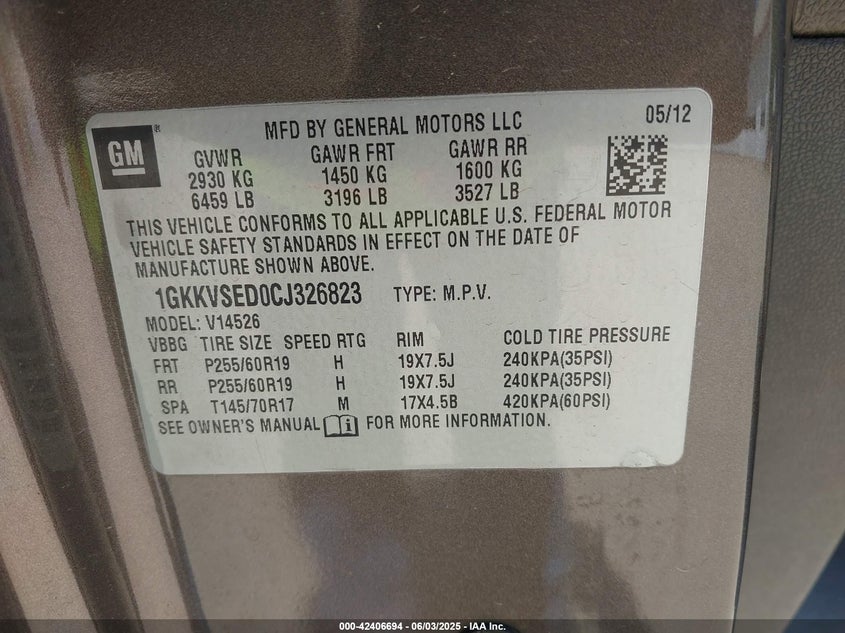 GM
MFD BY GENERAL MOTORS LLC
05/12
GVWR GAWR FRT GAWR RR
2930 KG 1450 KG 1600 KG
6459 LB 3196 LB 3527 LB
THIS VEHICLE CONFORMS TO ALL APPLICABLE U.S. FEDERAL MOTOR
VEHICLE SAFETY STANDARDS IN EFFECT ON THE DATE OF
MANUFACTURE SHOWN ABOVE.
1GKKVSED0CJ326823 TYPE: M.P.V.
MODEL: V14526
VBBG TIRE SIZE SPEED RTG RIM COLD TIRE PRESSURE
FRT P255/60R19 H 19X7.5J 240KPA(35PSI)
RR P255/60R19 H 19X7.5J 240KPA(35PSI)
SPA T145/70R17 M 17X4.5B 420KPA(60PSI)
SEE OWNER'S MANUAL FOR MORE INFORMATION.
000-42406694 - 06/03/2025 - IAA Inc.